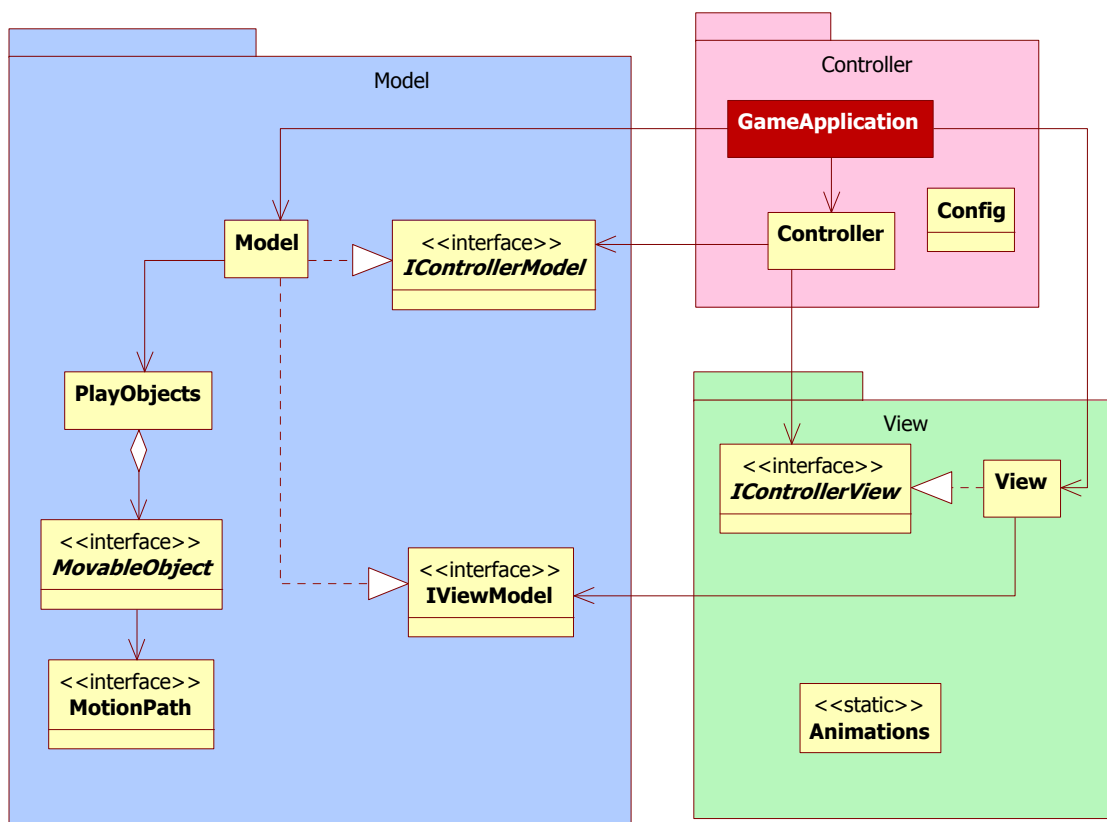 Model
Controller
GameApplication
Config
Model
<<interface>>
IControllerModel
Controller
PlayObjects
View
<<interface>>
IControllerView
View
<<interface>>
MovableObject
<<interface>>
IViewModel
<<interface>>
MotionPath
<<static>>
Animations